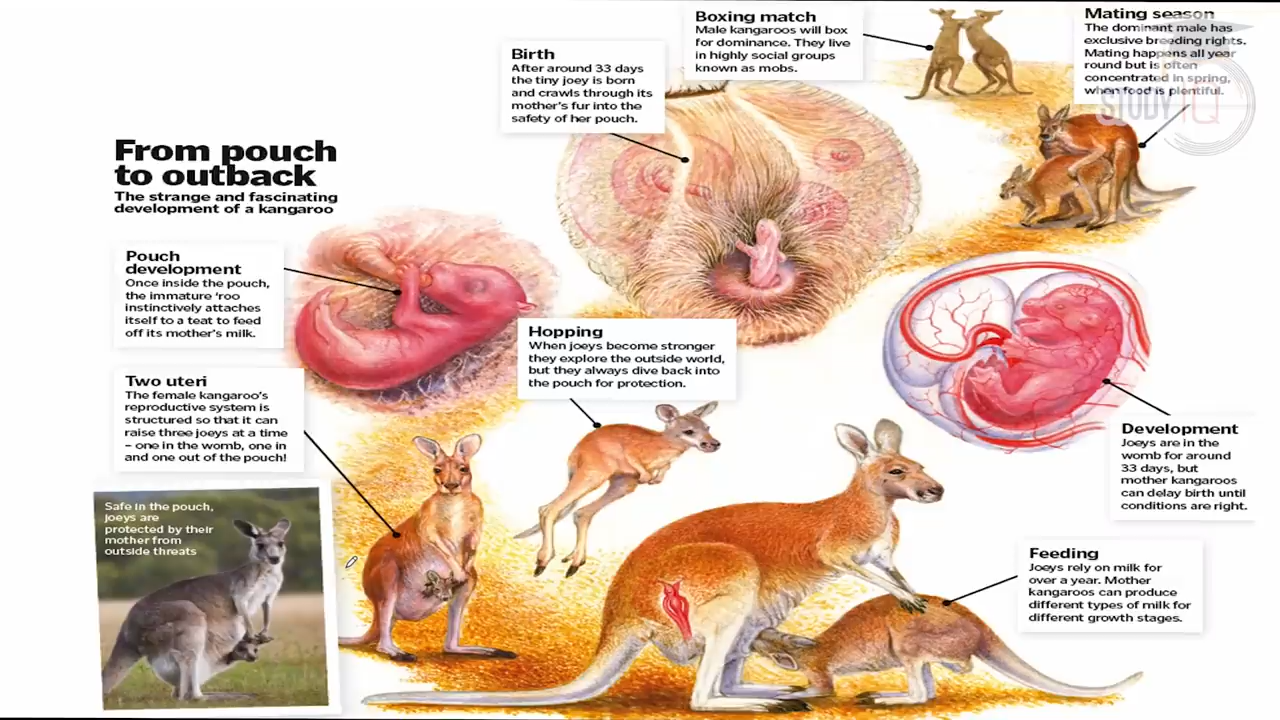 From pouch
to outback
The strange and fascinating
development of a kangaroo
Boxing match
Male kangaroos will box
for dominance. They live
in highly social groups
known as mobs.
Mating season
The dominant male has
exclusive breeding rights.
Mating happens all year
round but is often
concentrated in spring,
when food is plentiful.
STUDY IQ
Birth
After around 33 days
the tiny joey is born
and crawls through its
mother's fur into the
safety of her pouch.
Pouch
development
Once inside the pouch,
the immature 'roo
instinctively attaches
itself to a teat to feed
off its mother's milk.
Hopping
When joeys become stronger
they explore the outside world,
but they always dive back into
the pouch for protection.
Two uteri
The female kangaroo's
reproductive system is
structured so that it can
raise three joeys at a time
– one in the womb, one in
and one out of the pouch!
Development
Joeys are in the
womb for around
33 days, but
mother kangaroos
can delay birth until
conditions are right.
Safe in the pouch,
joeys are
protected by their
mother from
outside threats
Feeding
Joeys rely on milk for
over a year. Mother
kangaroos can produce
different types of milk for
different growth stages.